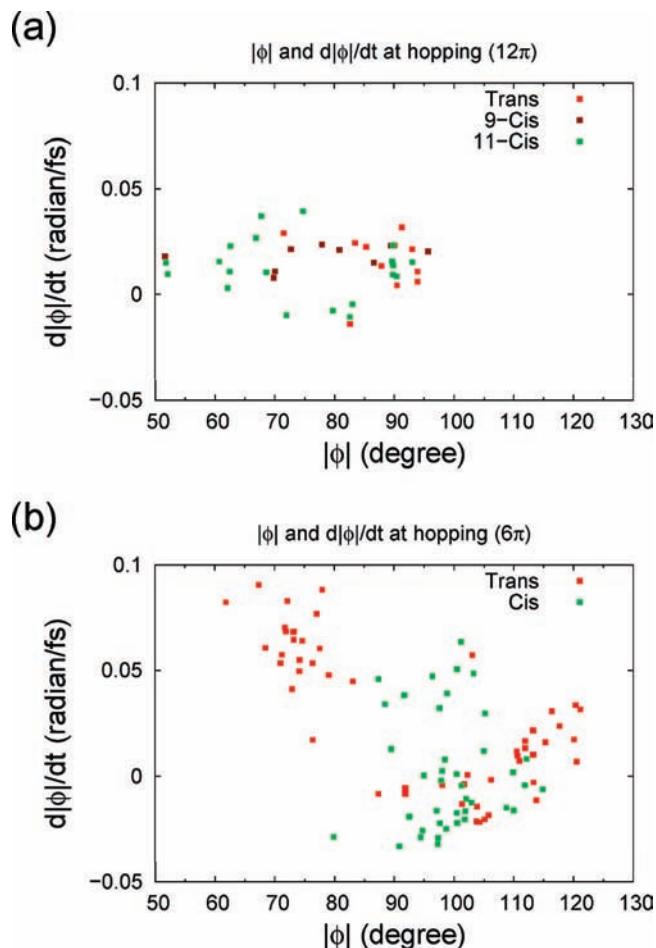 (a)
|ϕ| and d|ϕ|/dt at hopping (12π)
0.1
0.05
0
−0.05
d|ϕ|/dt (radian/fs)
Trans
9−Cis
11−Cis
50 60 70 80 90 100 110 120 130
|ϕ| (degree)
(b)
|ϕ| and d|ϕ|/dt at hopping (6π)
0.1
0.05
0
−0.05
d|ϕ|/dt (radian/fs)
Trans
Cis
50 60 70 80 90 100 110 120 130
|ϕ| (degree)